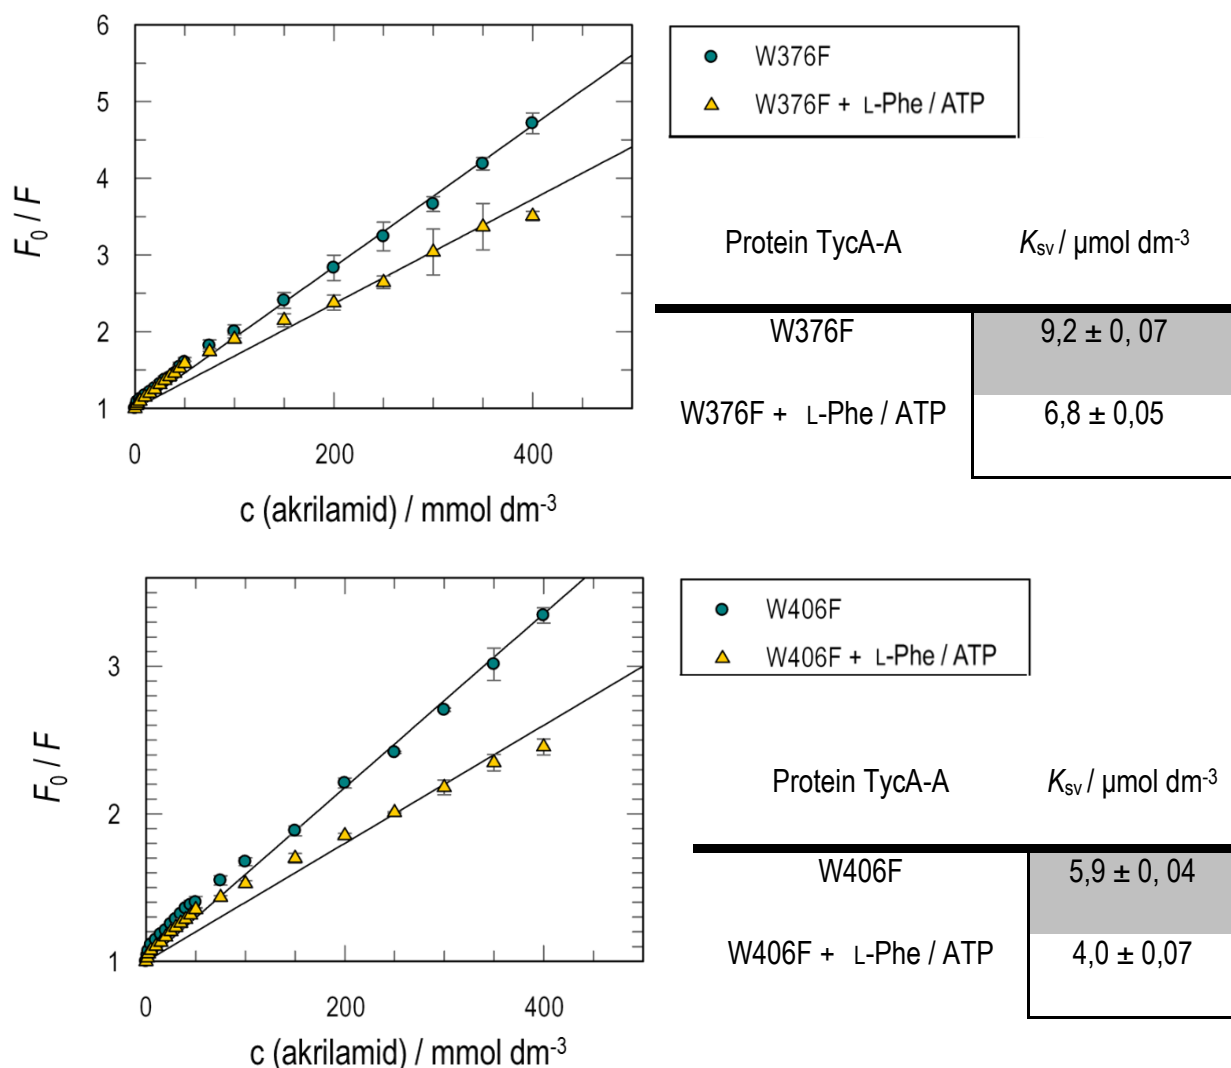 6
5
4
3
2
1
F₀ / F
0
200
400
c (akrilamid) / mmol dm⁻³
W376F
W376F + L-Phe / ATP
Protein TycA-A Kₛᵥ / µmol dm⁻³
W376F 9,2 ± 0, 07
W376F + L-Phe / ATP 6,8 ± 0,05
3
2
1
F₀ / F
0
200
400
c (akrilamid) / mmol dm⁻³
W406F
W406F + L-Phe / ATP
Protein TycA-A Kₛᵥ / µmol dm⁻³
W406F 5,9 ± 0, 04
W406F + L-Phe / ATP 4,0 ± 0,07